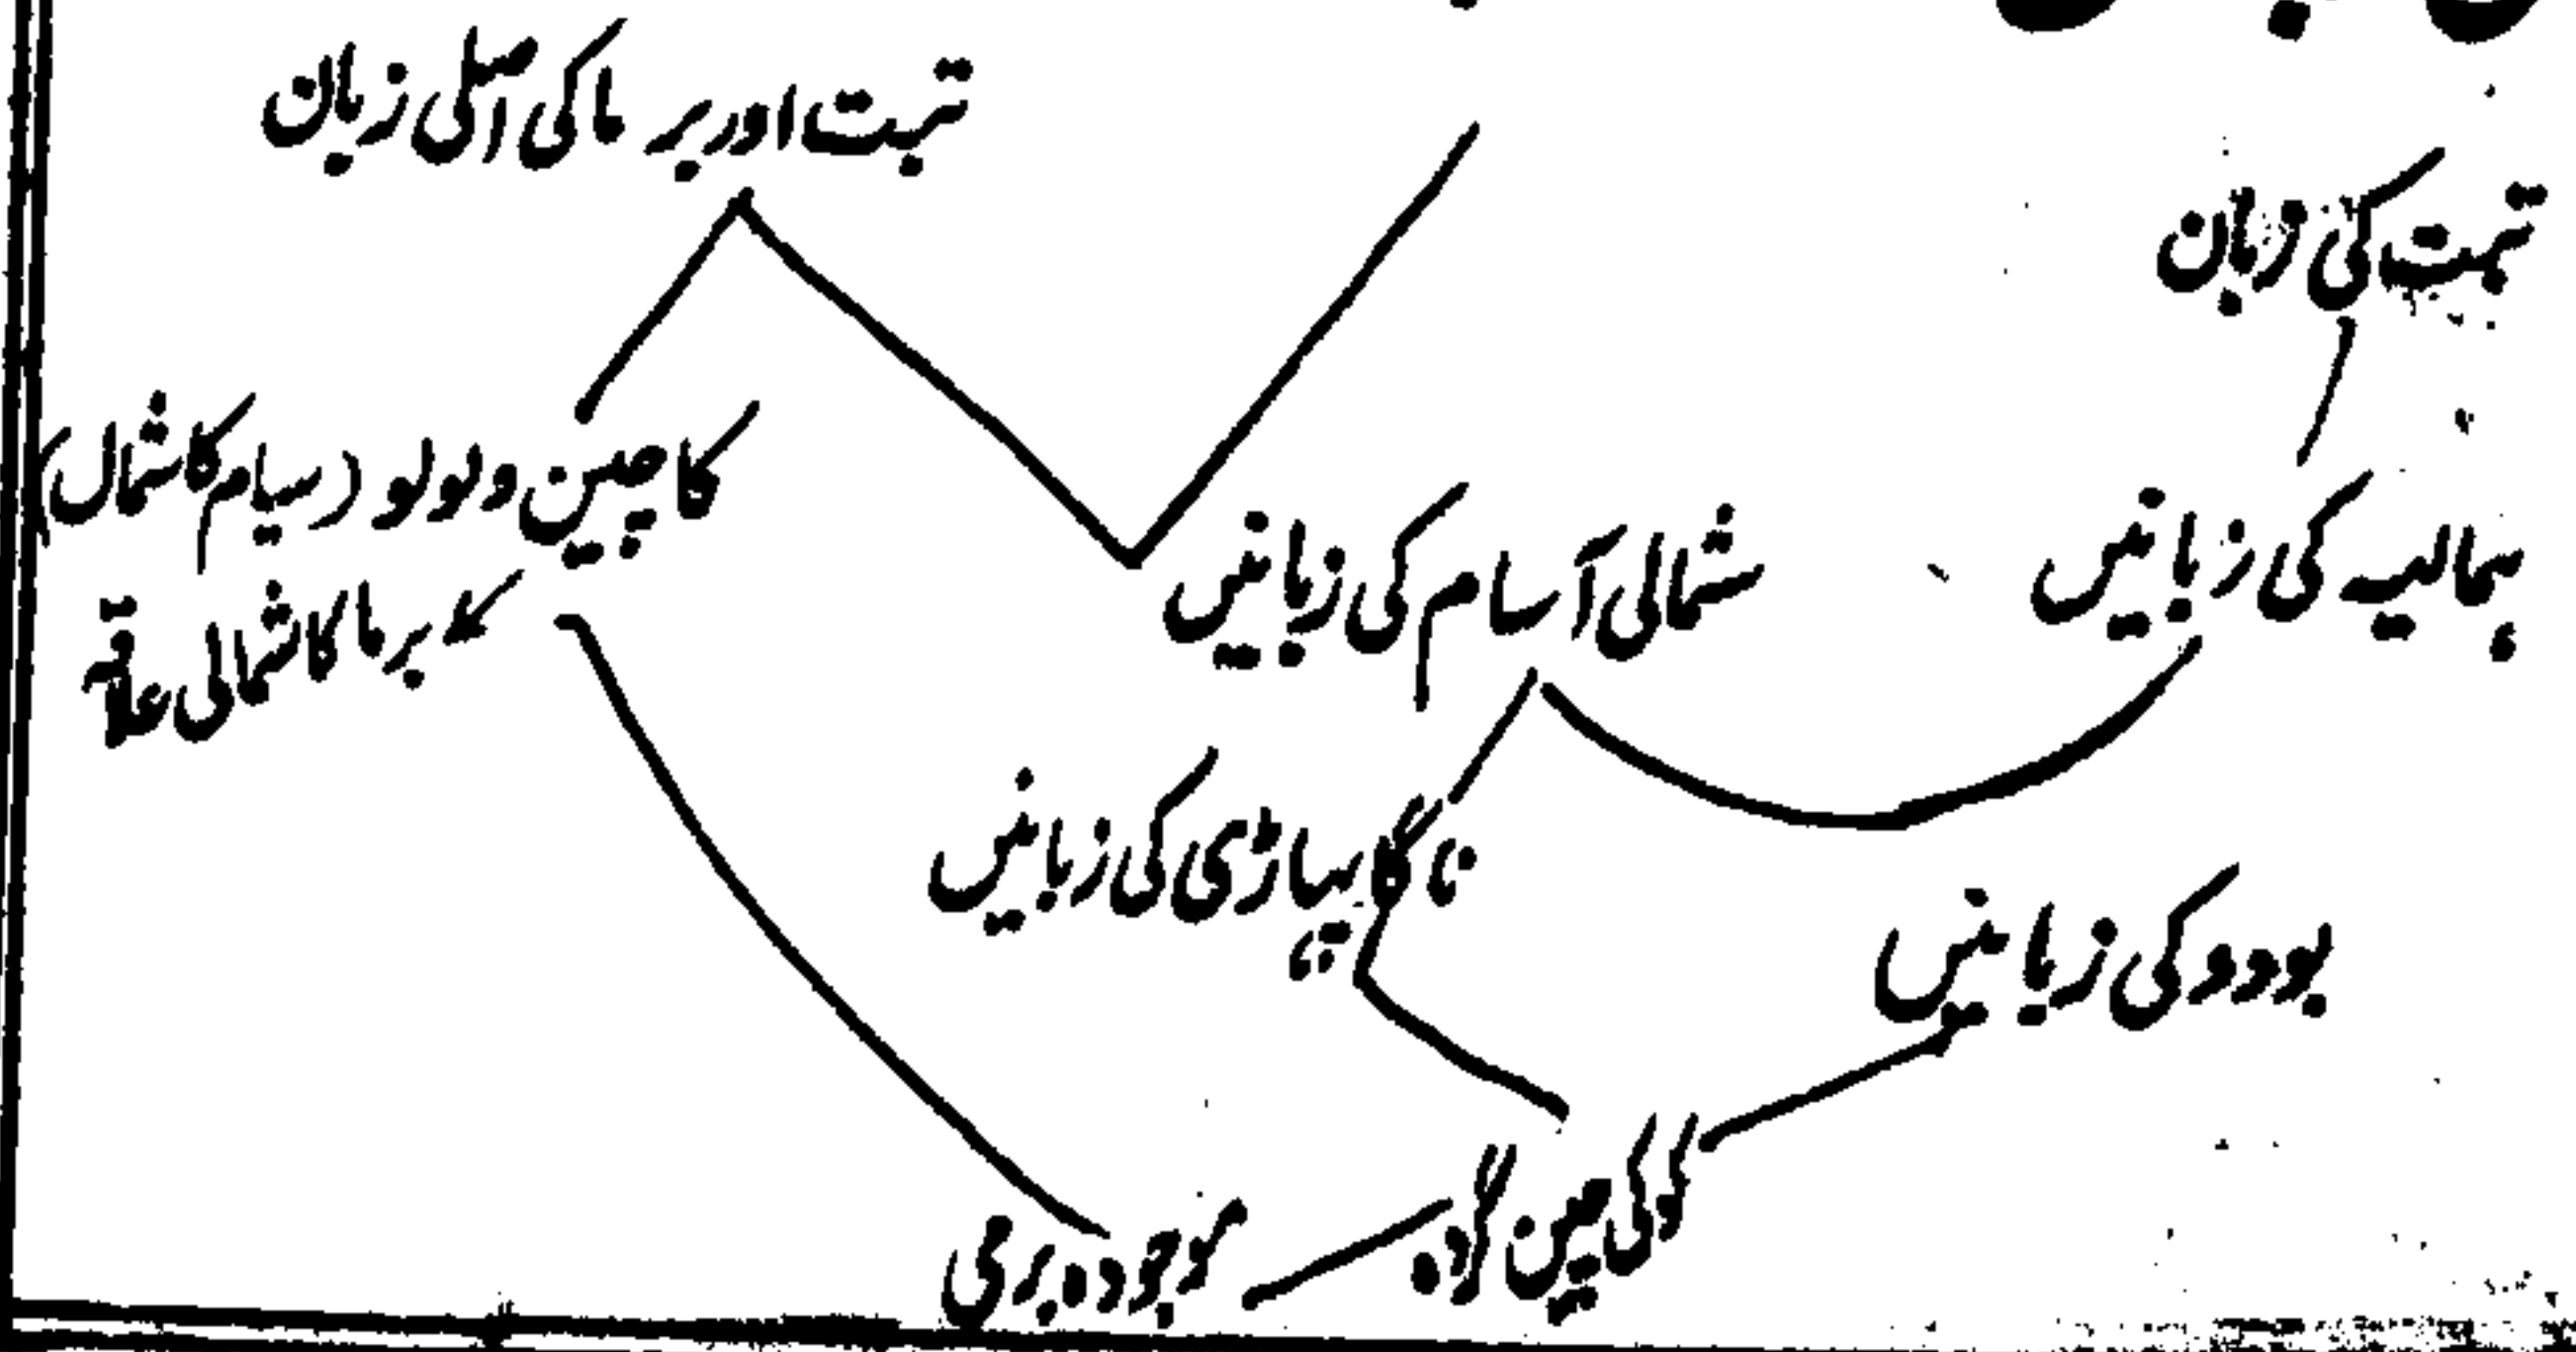 تبت اور برما کی اصلی زبان
تبت کی زبان
کاچین ولولو (سیام کا شمال)
برما کا شمالی علاقہ
شمالی آسام کی زبانیں
ہمالیہ کی زبانیں
ناگا پہاڑی کی زبانیں
بودو کی زبانیں
کوکی چین گروہ
موجودہ برمی